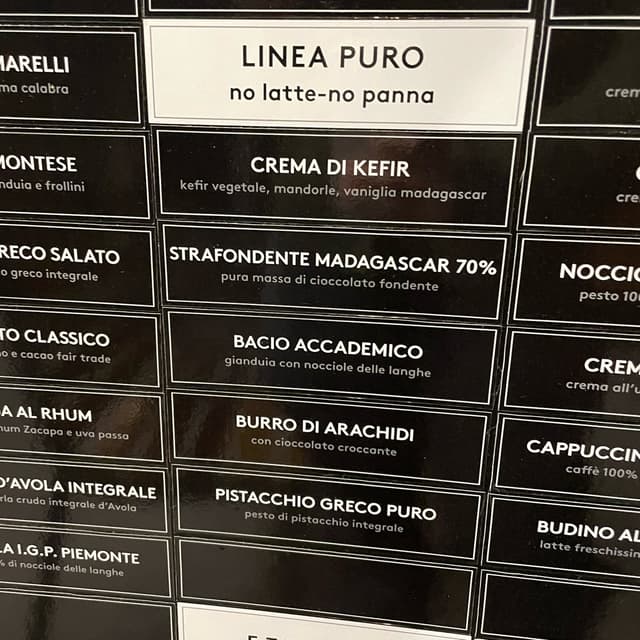 MARELLI
ma calabra
MONTESE
nduia e frollini
RECO SALATO
o greco integrale
TO CLASSICO
o e cacao fair trade
A AL RHUM
hum Zacapa e uva passa
D'AVOLA INTEGRALE
rla cruda integrale d'Avola
LA I.G.P. PIEMONTE
% di nocciole delle langhe
LINEA PURO
no latte-no panna
CREMA DI KEFIR
kefir vegetale, mandorle, vaniglia madagascar
STRAFONDENTE MADAGASCAR 70%
pura massa di cioccolato fondente
BACIO ACCADEMICO
gianduia con nocciole delle langhe
BURRO DI ARACHIDI
con cioccolato croccante
PISTACCHIO GRECO PURO
pesto di pistacchio integrale
crem
cre
NOCCIO
pesto 10
CREM
crema all'u
CAPPUCCIN
caffè 100%
BUDINO AL
latte freschissim